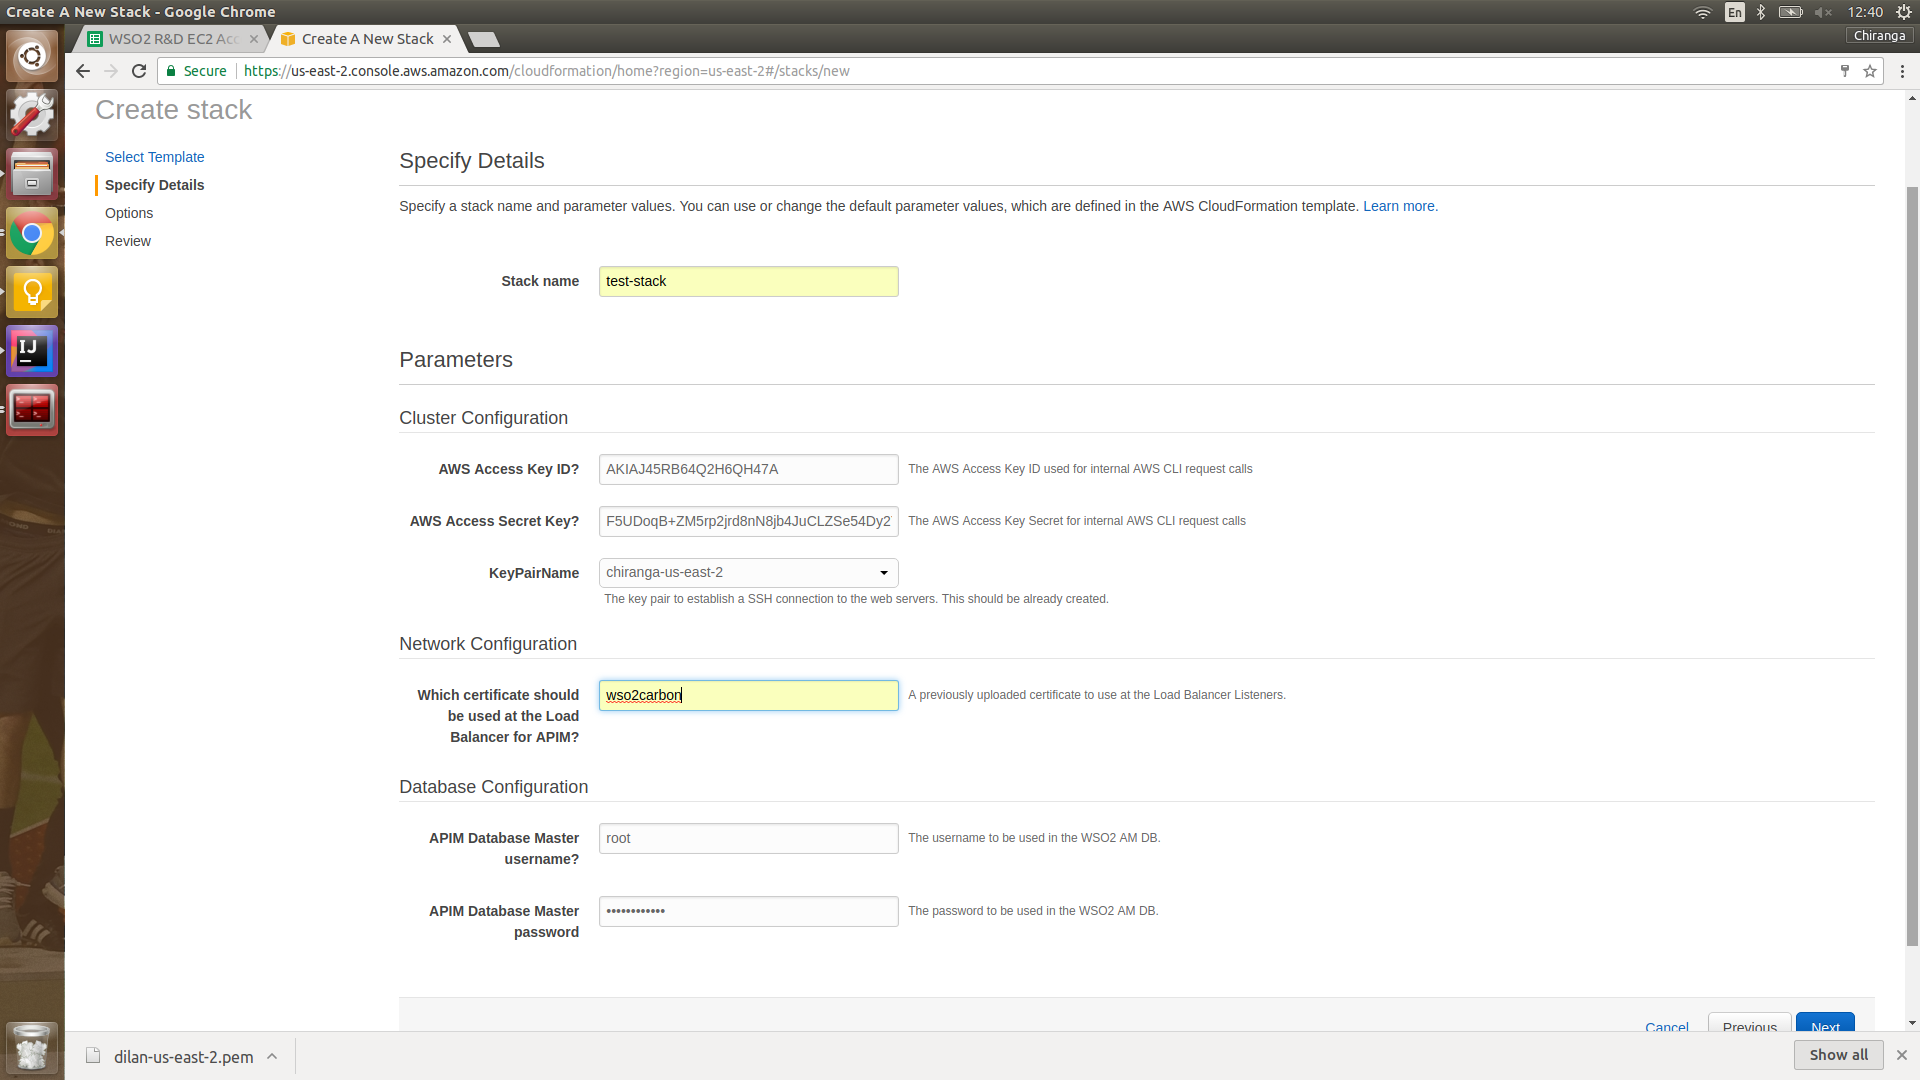 Create A New Stack - Google Chrome
En
12:40
WSO2 R&D EC2 Acc
Create A New Stack
Chiranga
Secure
https://us-east-2.console.aws.amazon.com/cloudformation/home?region=us-east-2#/stacks/new
Create stack
Select Template
Specify Details
Options
Review
Specify Details
Specify a stack name and parameter values. You can use or change the default parameter values, which are defined in the AWS CloudFormation template. Learn more.
Stack name
test-stack
Parameters
Cluster Configuration
AWS Access Key ID?
AKIAJ45RB64Q2H6QH47A
The AWS Access Key ID used for internal AWS CLI request calls
AWS Access Secret Key?
F5UDoqB+ZM5rp2jrd8nN8jb4JuCLZSe54Dy2
The AWS Access Key Secret for internal AWS CLI request calls
KeyPairName
chiranga-us-east-2
The key pair to establish a SSH connection to the web servers. This should be already created.
Network Configuration
Which certificate should
be used at the Load
Balancer for APIM?
wso2carbon
A previously uploaded certificate to use at the Load Balancer Listeners.
Database Configuration
APIM Database Master
username?
root
The username to be used in the WSO2 AM DB.
APIM Database Master
password
••••••••••••
The password to be used in the WSO2 AM DB.
Cancel
Previous
Next
dilan-us-east-2.pem
Show all
IJ